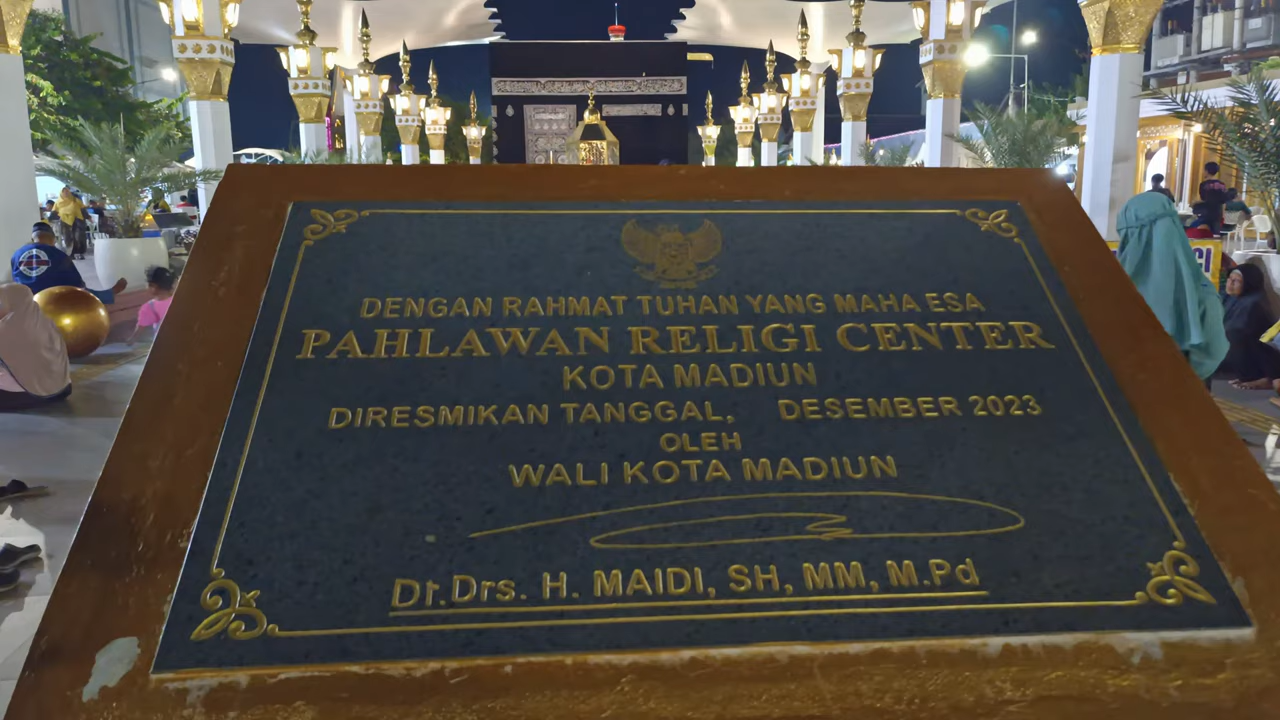 DENGAN RAHMAT TUHAN YANG MAHA ESA
PAHLAWAN RELIGI CENTER
KOTA MADIUN
DIRESMIKAN TANGGAL, DESEMBER 2023
OLEH
WALI KOTA MADIUN
Dr.Drs. H. MAIDI, SH, MM, M.Pd